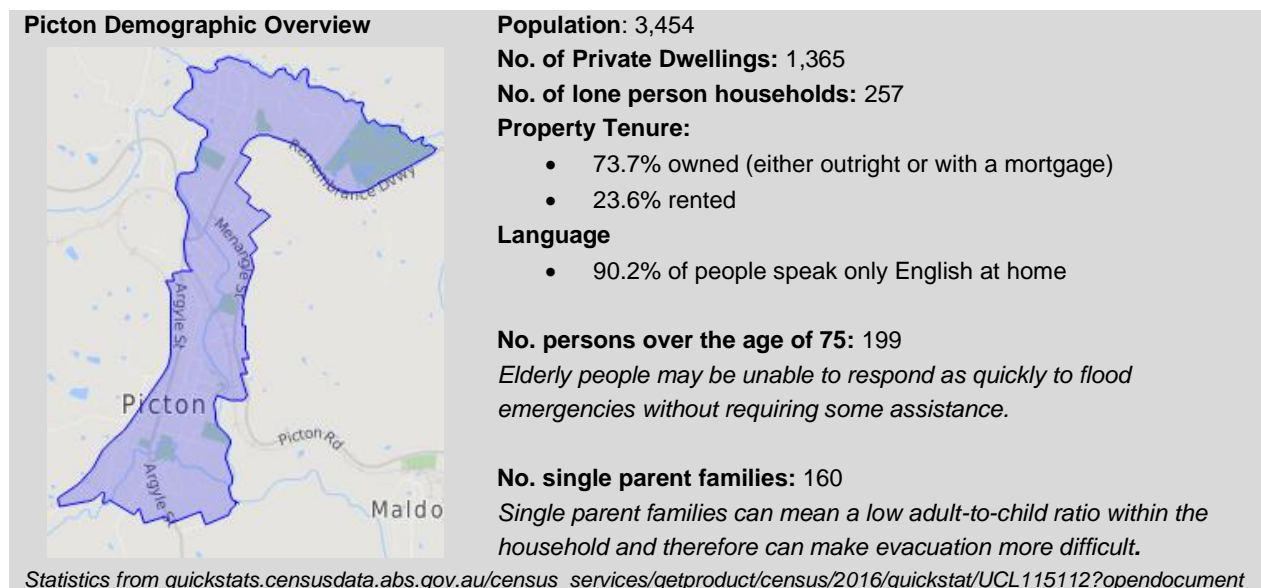 Picton Demographic Overview
Remembrance Dvwy
Menangle St
Argyle St
Picton
Picton Rd
Argyle St
Maldo
Population: 3,454
No. of Private Dwellings: 1,365
No. of lone person households: 257
Property Tenure:
• 73.7% owned (either outright or with a mortgage)
• 23.6% rented
Language
• 90.2% of people speak only English at home
No. persons over the age of 75: 199
Elderly people may be unable to respond as quickly to flood
emergencies without requiring some assistance.
No. single parent families: 160
Single parent families can mean a low adult-to-child ratio within the
household and therefore can make evacuation more difficult.
Statistics from quickstats.censusdata.abs.gov.au/census_services/getproduct/census/2016/quickstat/UCL115112?opendocument